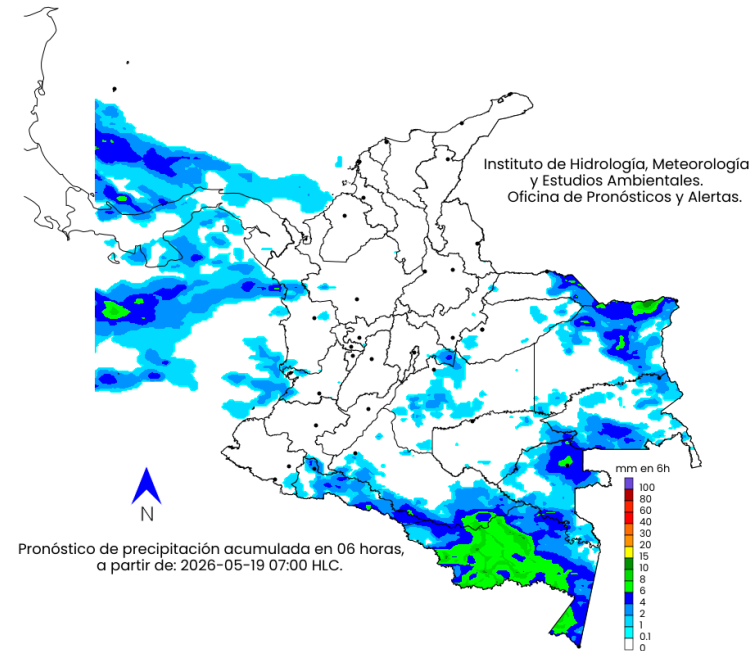 Instituto de Hidrología, Meteorología
y Estudios Ambientales.
Oficina de Pronósticos y Alertas.
mm en 6h
100
80
60
40
30
20
15
10
8
6
4
2
1
0.1
0
N
Pronóstico de precipitación acumulada en 06 horas,
a partir de: 2026-05-19 07:00 HLC.